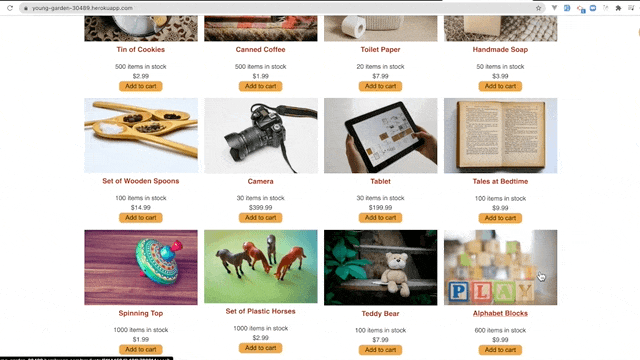 young-garden-30489.herokuapp.com
Tin of Cookies
500 items in stock
$2.99
Add to cart
Canned Coffee
500 items in stock
$1.99
Add to cart
Toilet Paper
20 items in stock
$7.99
Add to cart
Handmade Soap
50 items in stock
$3.99
Add to cart
Set of Wooden Spoons
100 items in stock
$14.99
Add to cart
Camera
30 items in stock
$399.99
Add to cart
Tablet
30 items in stock
$199.99
Add to cart
Tales at Bedtime
100 items in stock
$9.99
Add to cart
Spinning Top
1000 items in stock
$1.99
Add to cart
Set of Plastic Horses
1000 items in stock
$2.99
Add to cart
Teddy Bear
100 items in stock
$7.99
Add to cart
PLAY
Alphabet Blocks
600 items in stock
$9.99
Add to cart